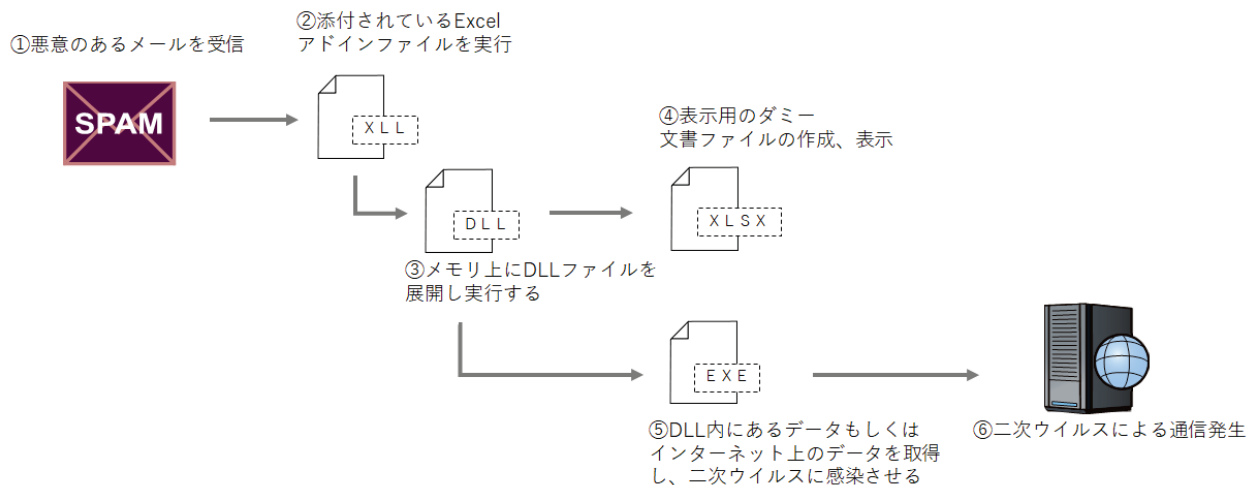 ①悪意のあるメールを受信
②添付されているExcel
アドインファイルを実行
SPAM
XLL
④表示用のダミー
文書ファイルの作成、表示
DLL
XLSX
③メモリ上にDLLファイルを
展開し実行する
EXE
⑤DLL内にあるデータもしくは
インターネット上のデータを取得
し、二次ウイルスに感染させる
⑥二次ウイルスによる通信発生